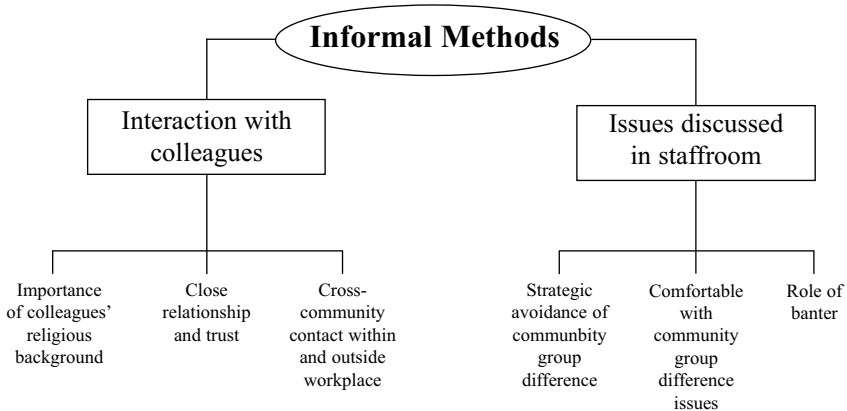 Informal Methods
Interaction with
colleagues
Issues discussed
in staffroom
Importance
of colleagues’
religious
background
Close
relationship
and trust
Cross-
community
contact within
and outside
workplace
Strategic
avoidance of
communbity
group
difference
Comfortable
with
community
group
difference
issues
Role of
banter